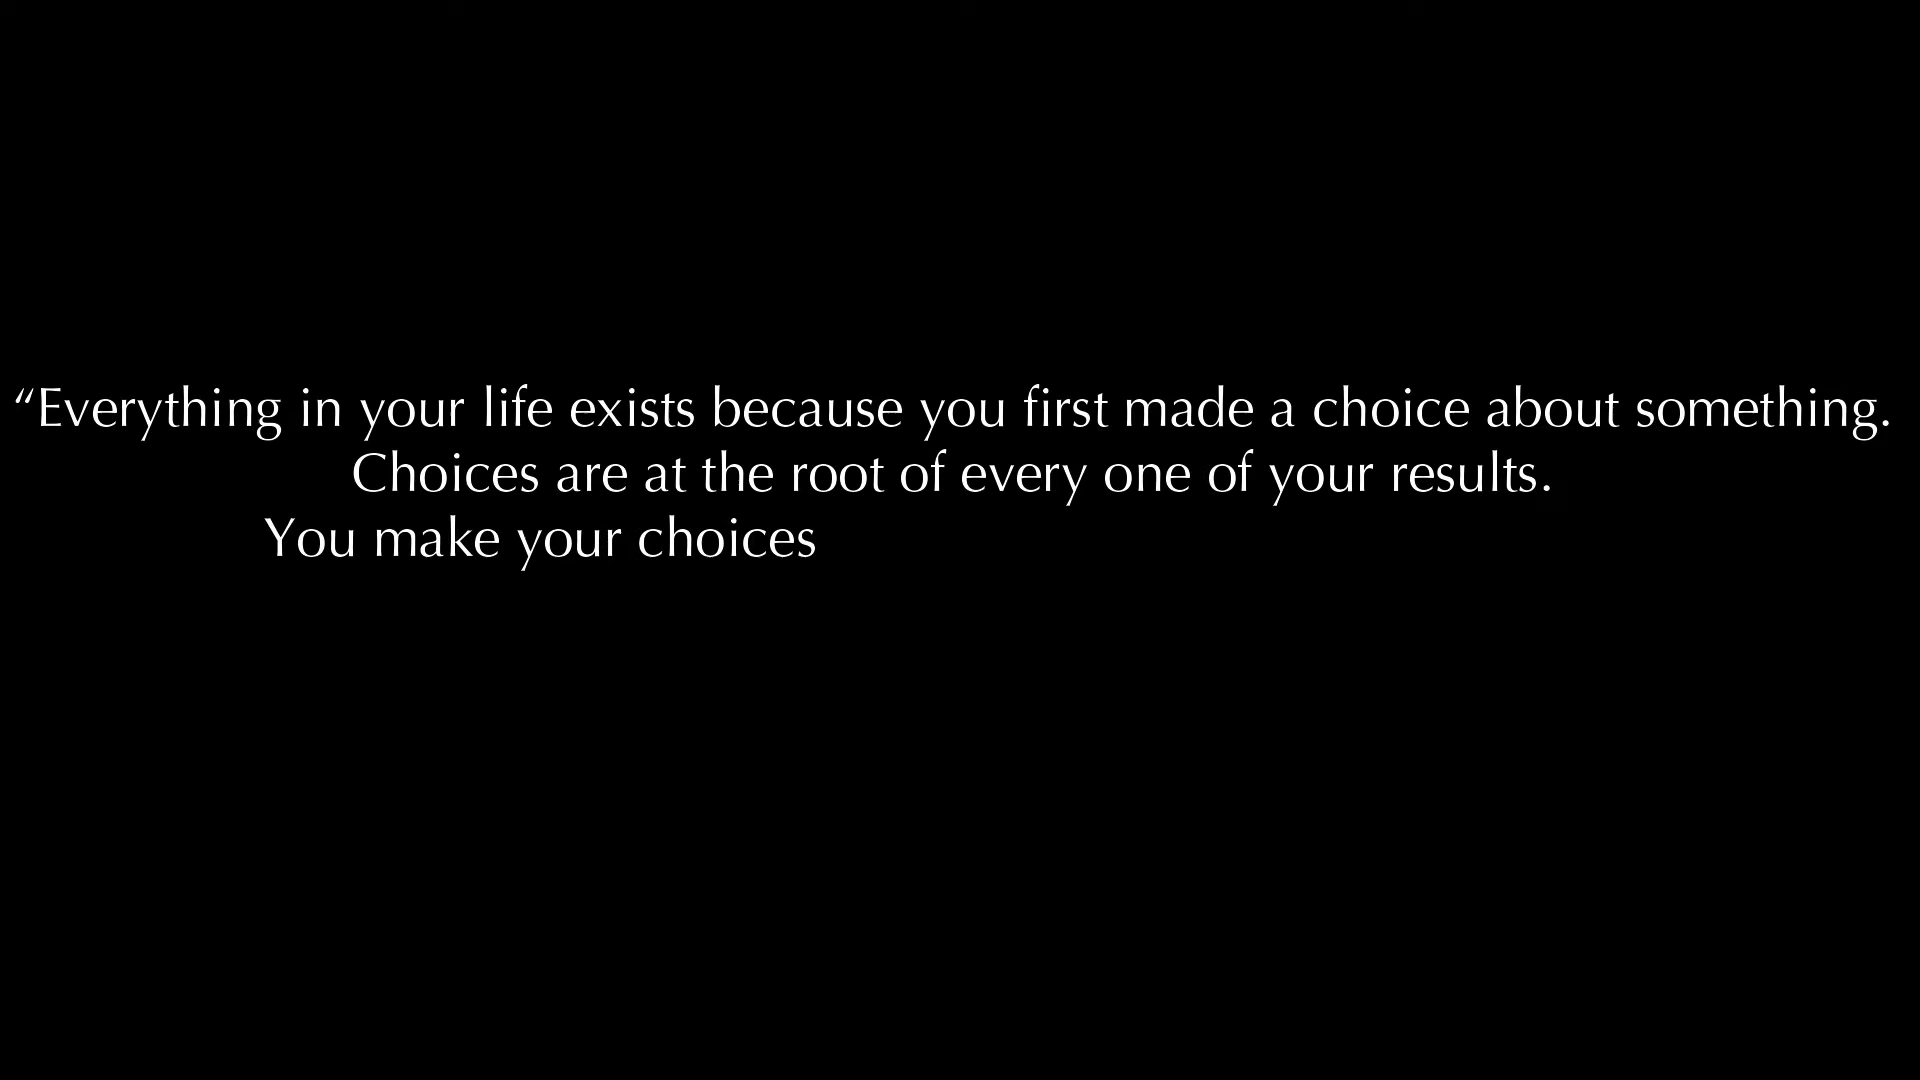 “Everything in your life exists because you first made a choice about something.
Choices are at the root of every one of your results.
You make your choices